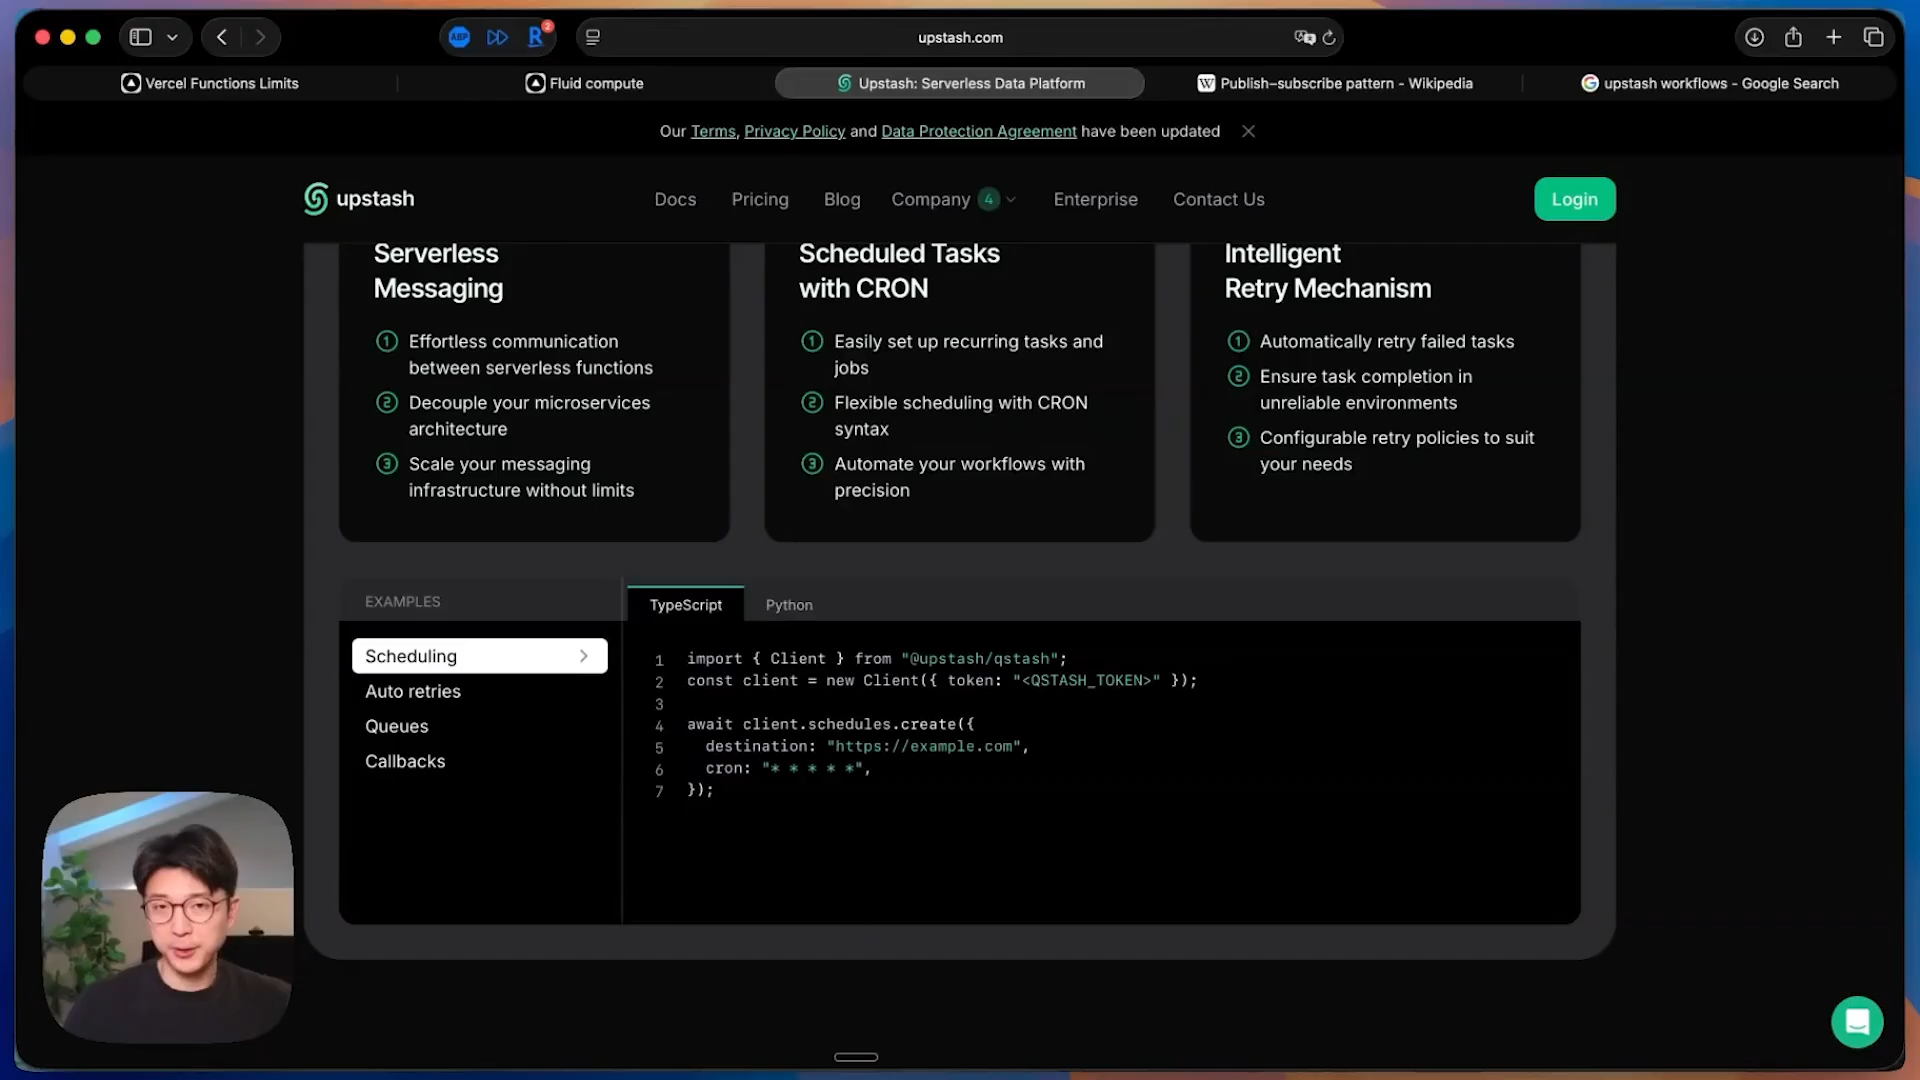 ABP
R
2
upstash.com
Vercel Functions Limits
Fluid compute
Upstash: Serverless Data Platform
W Publish–subscribe pattern - Wikipedia
G upstash workflows - Google Search
Our Terms, Privacy Policy and Data Protection Agreement have been updated
upstash
Docs
Pricing
Blog
Company 4
Enterprise
Contact Us
Login
Serverless
Messaging
1 Effortless communication
between serverless functions
2 Decouple your microservices
architecture
3 Scale your messaging
infrastructure without limits
Scheduled Tasks
with CRON
1 Easily set up recurring tasks and
jobs
2 Flexible scheduling with CRON
syntax
3 Automate your workflows with
precision
Intelligent
Retry Mechanism
1 Automatically retry failed tasks
2 Ensure task completion in
unreliable environments
3 Configurable retry policies to suit
your needs
EXAMPLES
Scheduling
Auto retries
Queues
Callbacks
TypeScript
Python
1 import { Client } from "@upstash/qstash";
2 const client = new Client({ token: "<QSTASH_TOKEN>" });
3
4 await client.schedules.create({
5 destination: "https://example.com",
6 cron: "* * * * *",
7 });